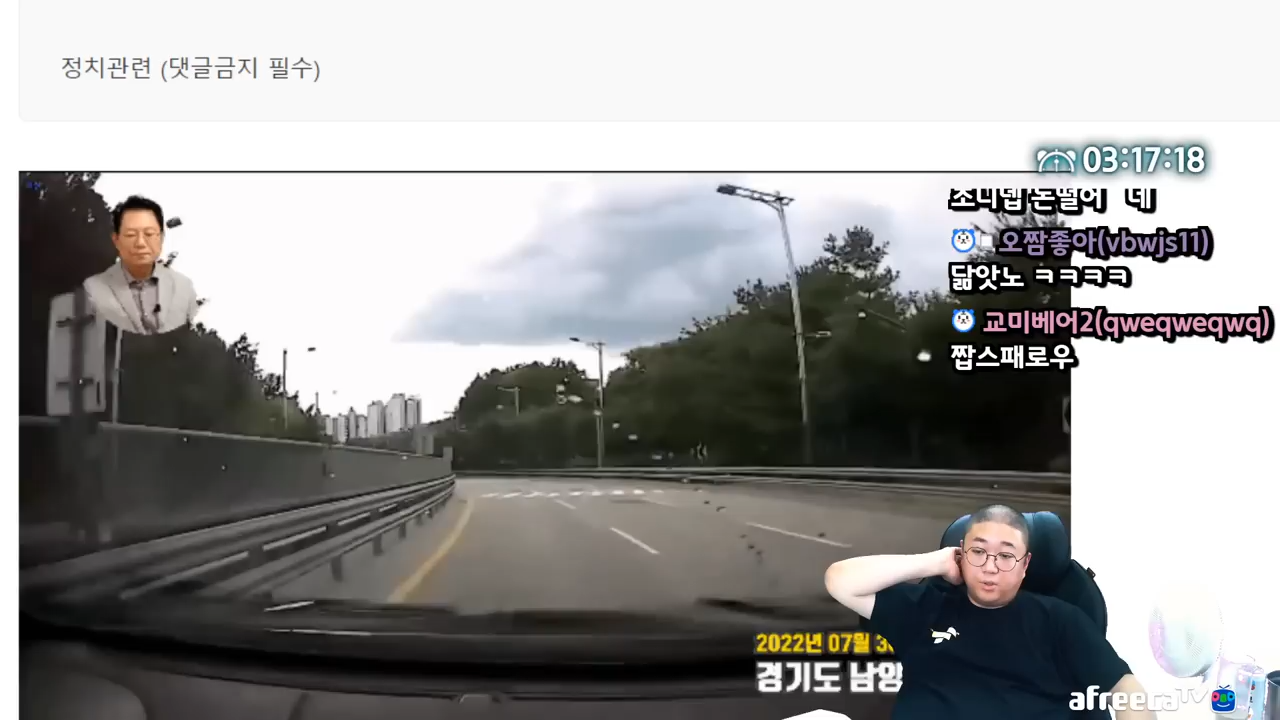 정치관련 (댓글금지 필수)
03:17:18
오짬좋아(vbwjs11)
닮앗노 ㅋㅋㅋㅋ
교미베어2(qweqweqwq)
짭스패로우
2022년 07월
경기도 남양
afreecaTV